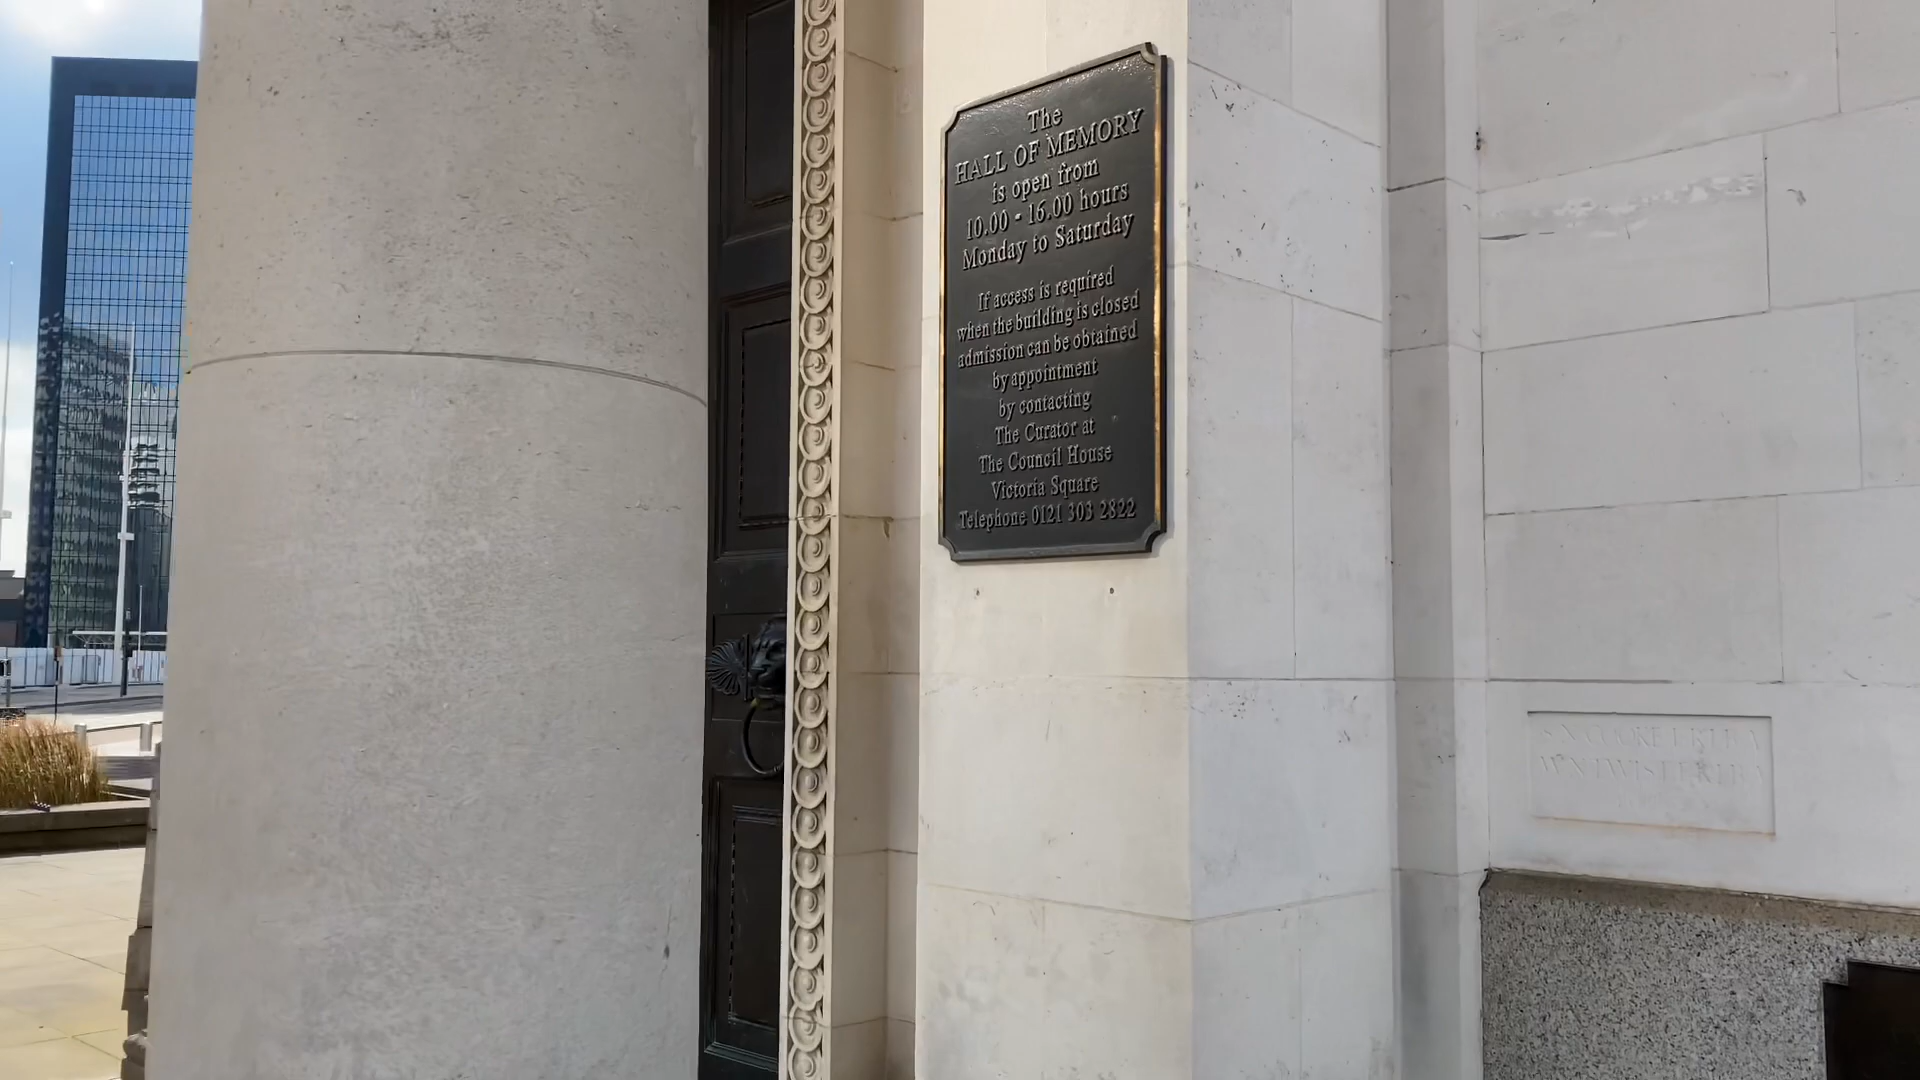 The
HALL OF MEMORY
is open from
10.00 - 16.00 hours
Monday to Saturday
If access is required
when the building is closed
admission can be obtained
by appointment
by contacting
The Curator at
The Council House
Victoria Square
Telephone 0121 303 2822
S.N. COOKE F.R.I.B.A
W.N. TWIST F.R.I.B.A